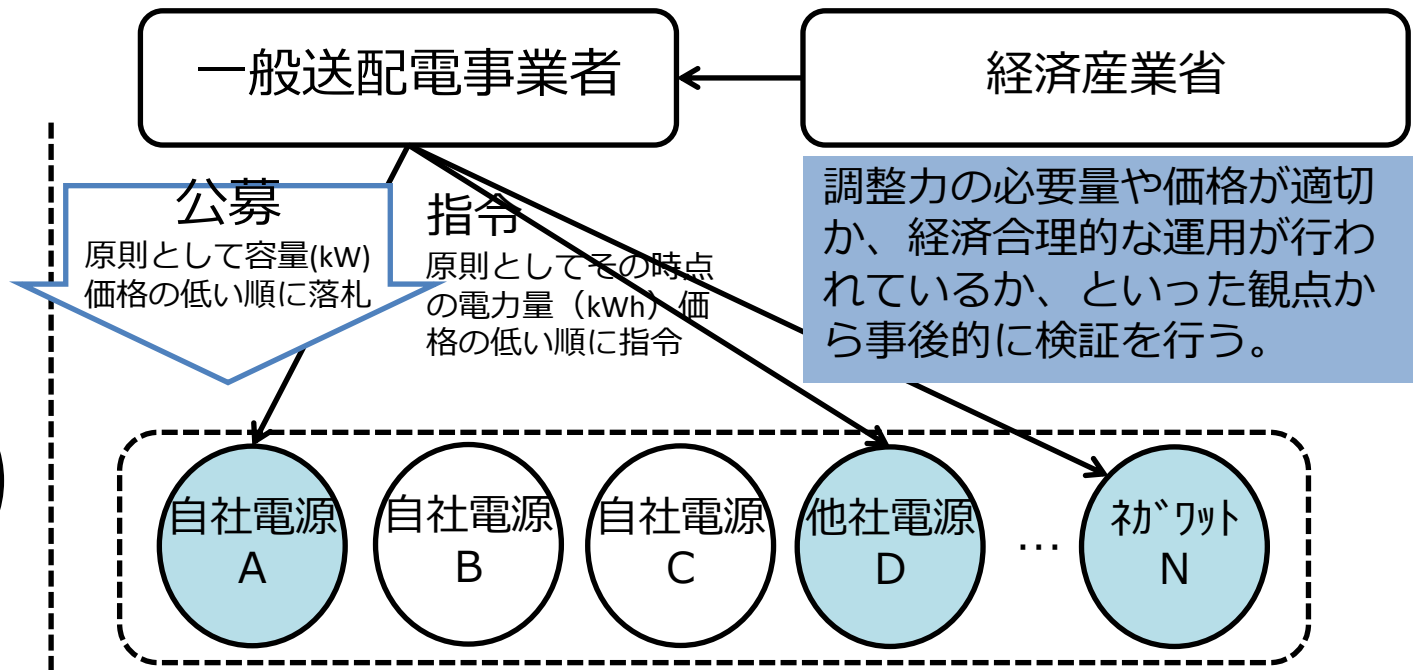 一般送配電事業者
経済産業省
公募
原則として容量(kW)
価格の低い順に落札
指令
原則としてその時点
の電力量（kWh）価
格の低い順に指令
調整力の必要量や価格が適切
か、経済合理的な運用が行わ
れているか、といった観点か
ら事後的に検証を行う。
自社電源
A
自社電源
B
自社電源
C
他社電源
D
…
ﾈｶﾞﾜｯﾄ
N